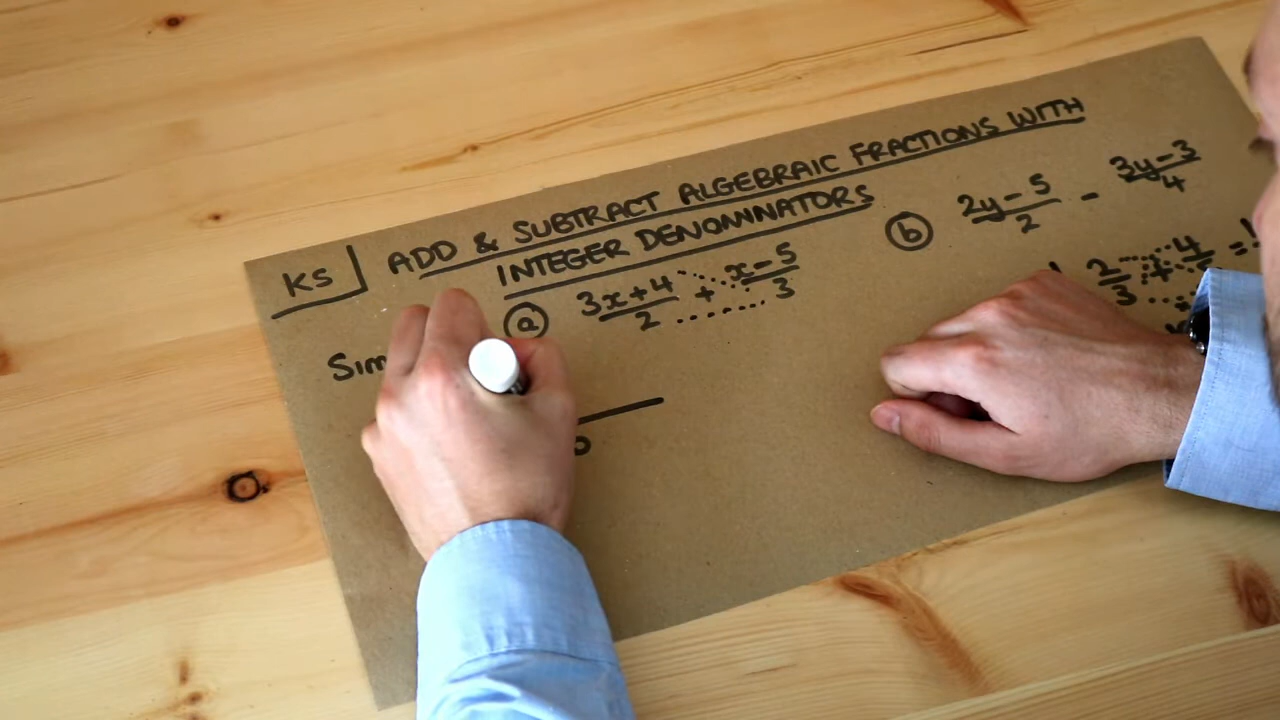 KS ADD & SUBTRACT ALGEBRAIC FRACTIONS WITH
INTEGER DENOMINATORS
Sim
a (3x+4)/2 + (x-5)/3
6
b (2y-5)/2 - (3y-3)/4
2/3 + 4/ =